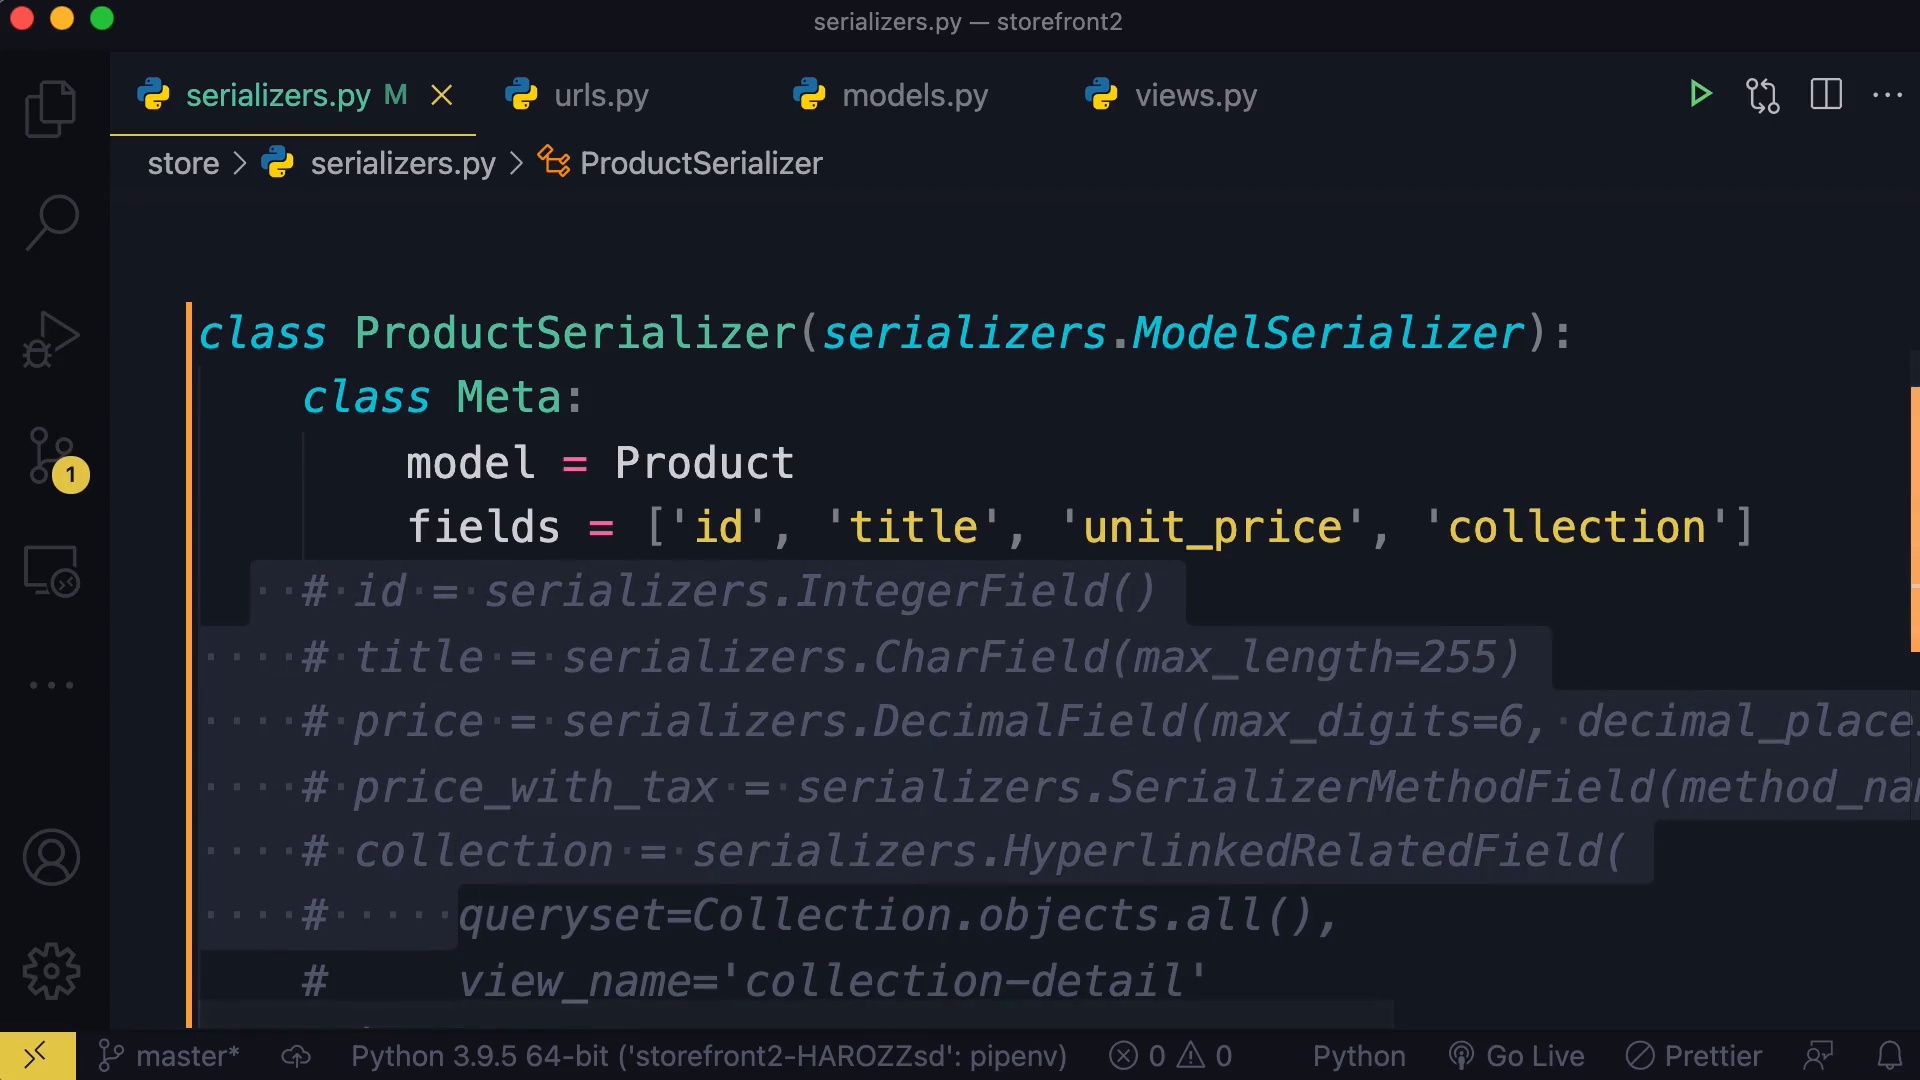 serializers.py — storefront2
serializers.py M urls.py models.py views.py
store > serializers.py > ProductSerializer
class ProductSerializer(serializers.ModelSerializer):
class Meta:
model = Product
fields = ['id', 'title', 'unit_price', 'collection']
# id = serializers.IntegerField()
# title = serializers.CharField(max_length=255)
# price = serializers.DecimalField(max_digits=6, decimal_place
# price_with_tax = serializers.SerializerMethodField(method_na
# collection = serializers.HyperlinkedRelatedField(
# queryset=Collection.objects.all(),
# view_name='collection-detail'
1
master* Python 3.9.5 64-bit ('storefront2-HAROZZsd': pipenv) 0 0 Python Go Live Prettier